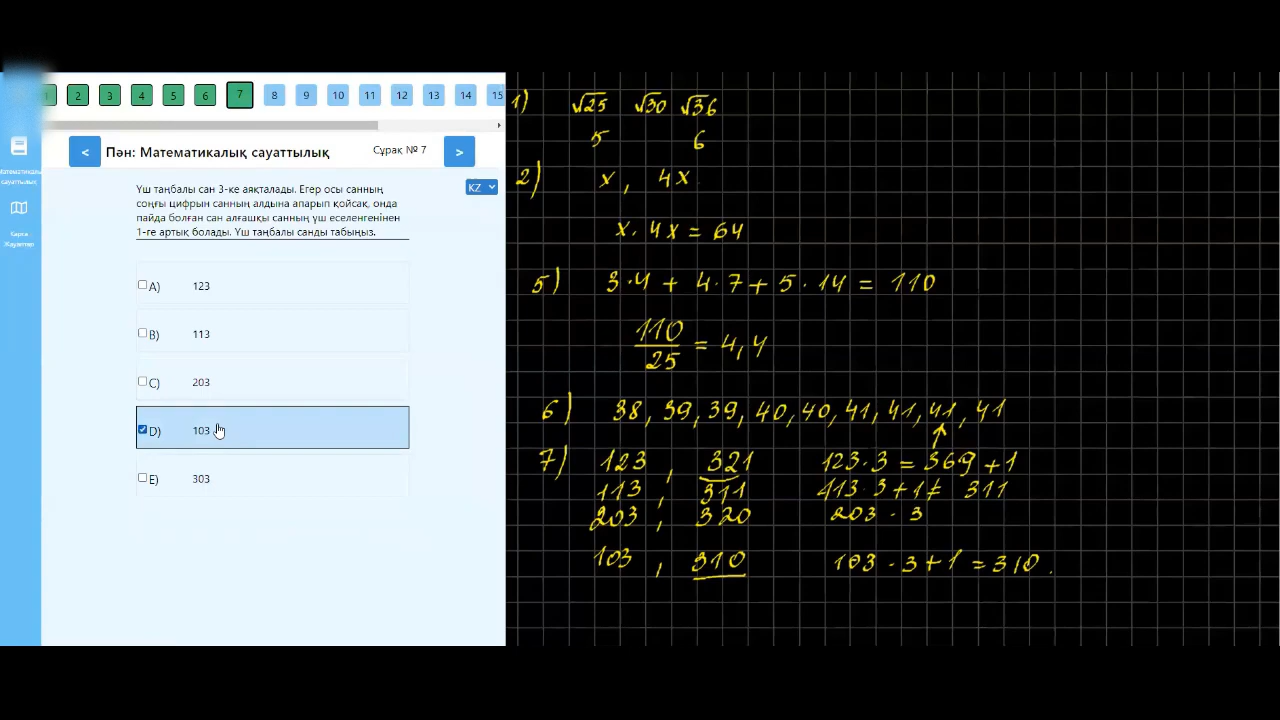 1 2 3 4 5 6 7 8 9 10 11 12 13 14 15
< Пән: Математикалық сауаттылық Сұрақ № 7 >
Математикалық сауаттылық
Карта Жауаптар
KZ
Үш таңбалы сан 3-ке аяқталады. Егер осы санның
соңғы цифрын санның алдына апарып қойсақ, онда
пайда болған сан алғашқы санның үш еселенгенінен
1-ге артық болады. Үш таңбалы санды табыңыз.
A) 123
B) 113
C) 203
D) 103
E) 303
1) √25 √30 √36
5 6
2) x, 4x
x · 4x = 64
5) 3·4 + 4·7 + 5·14 = 110
110/25 = 4,4
6) 38, 39, 39, 40, 40, 41, 41, 41, 41
7) 123, 321 123·3 = 369 + 1
113, 311 113·3+1 ≠ 311
203, 320 203 · 3
103, 310 103 · 3 + 1 = 310.